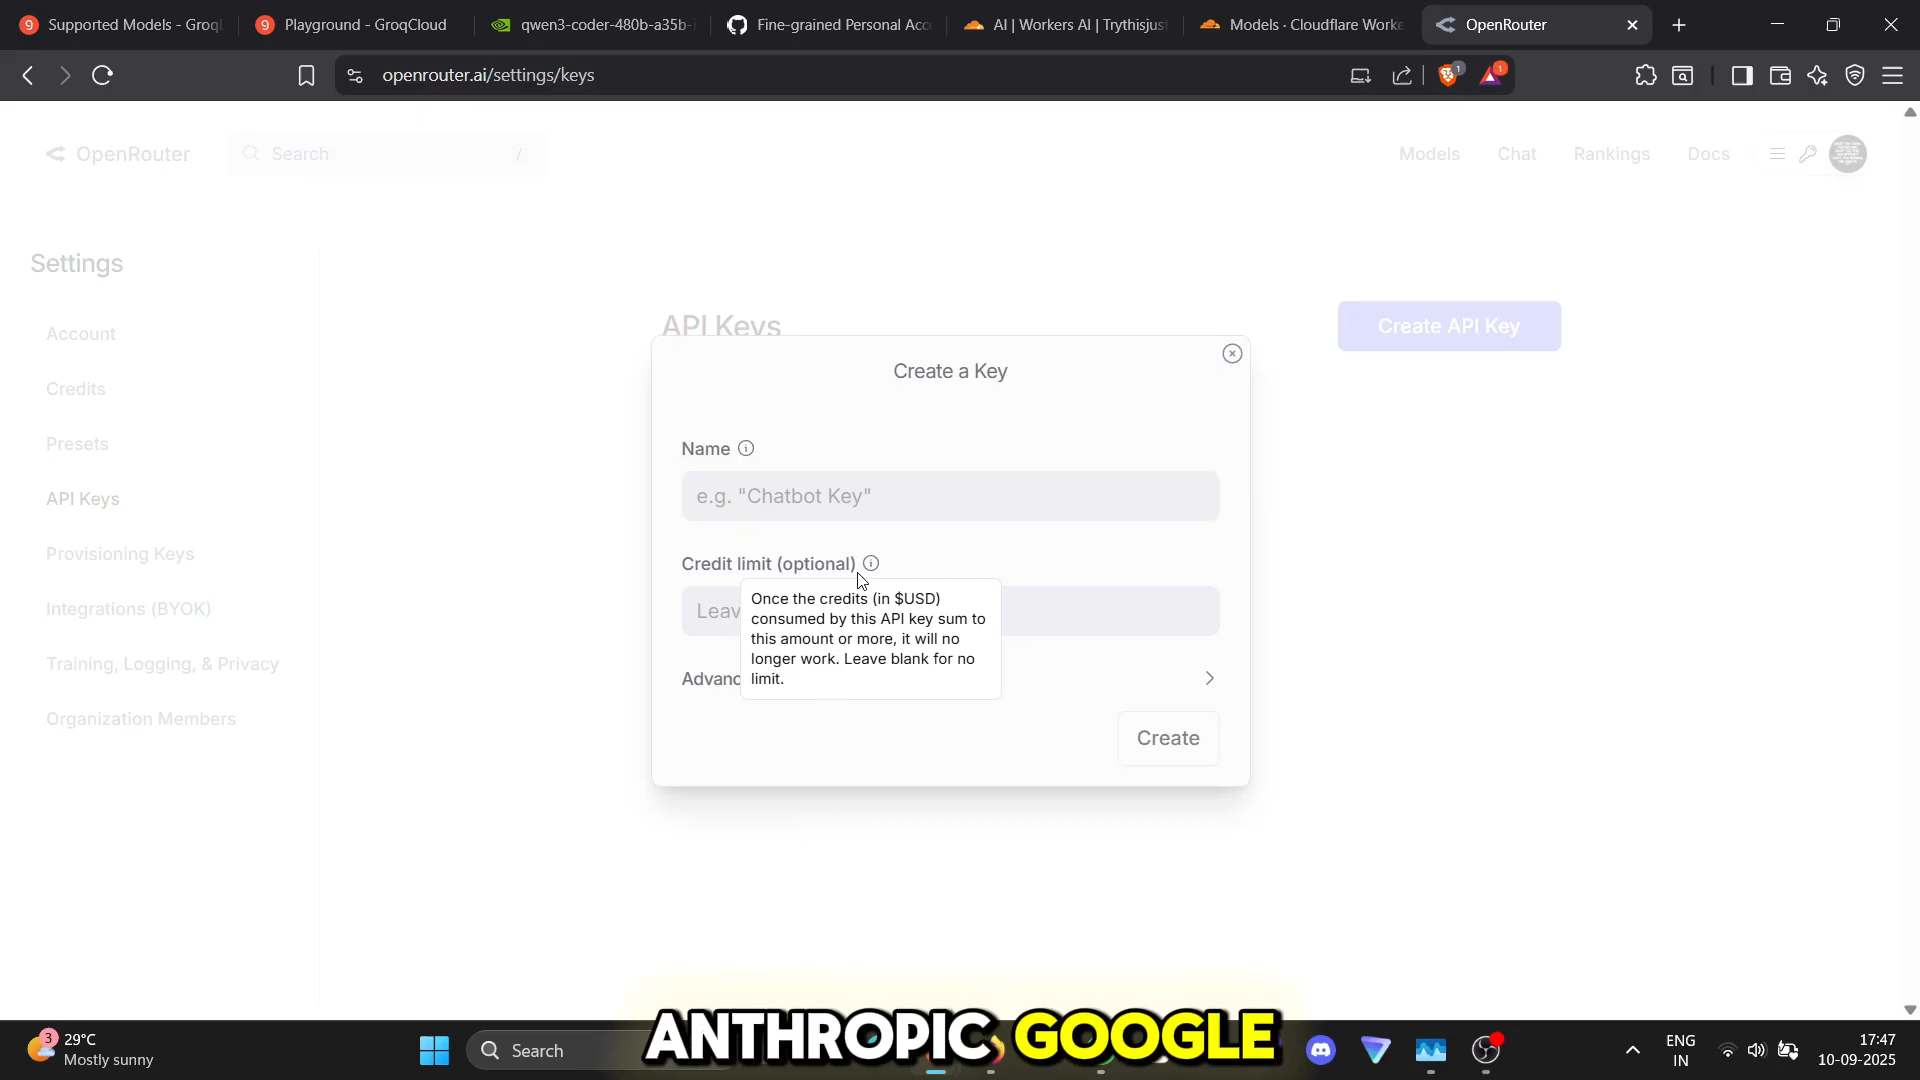 Supported Models - Groq
Playground - GroqCloud
qwen3-coder-480b-a35b-i
Fine-grained Personal Acc
AI | Workers AI | Trythisjust
Models · Cloudflare Worke
OpenRouter
openrouter.ai/settings/keys
1
1
OpenRouter
Search
/
Models
Chat
Rankings
Docs
Settings
Account
Credits
Presets
API Keys
Provisioning Keys
Integrations (BYOK)
Training, Logging, & Privacy
Organization Members
API Keys
Create API Key
Create a Key
Name
e.g. "Chatbot Key"
Credit limit (optional)
Leav
Once the credits (in $USD)
consumed by this API key sum to
this amount or more, it will no
longer work. Leave blank for no
limit.
Advanc
Create
ANTHROPIC GOOGLE
3
29°C
Mostly sunny
Search
ENG
IN
17:47
10-09-2025